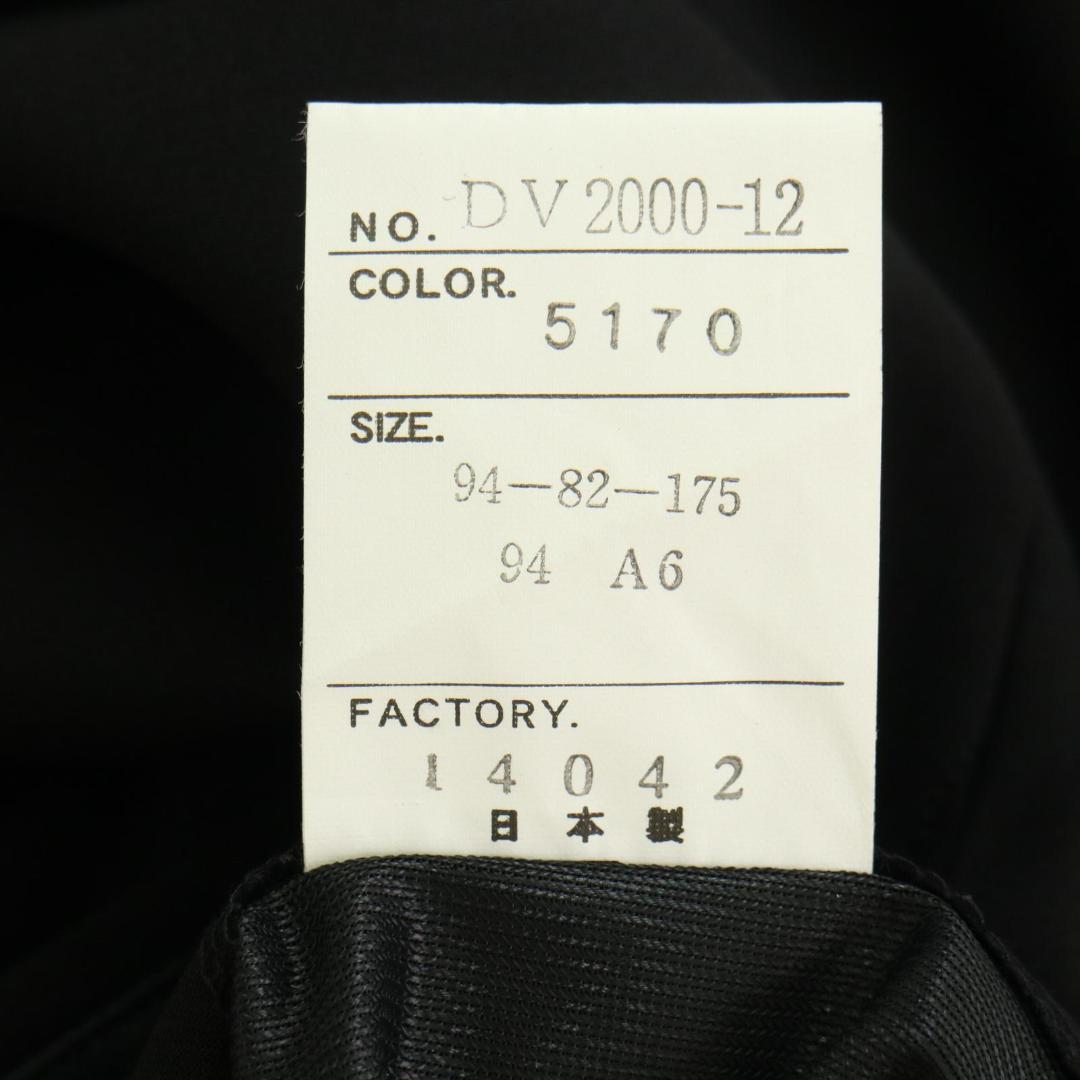 NO. DV2000-12
COLOR.
5170
SIZE.
94-82-175
94 A6
FACTORY.
14042
日本製